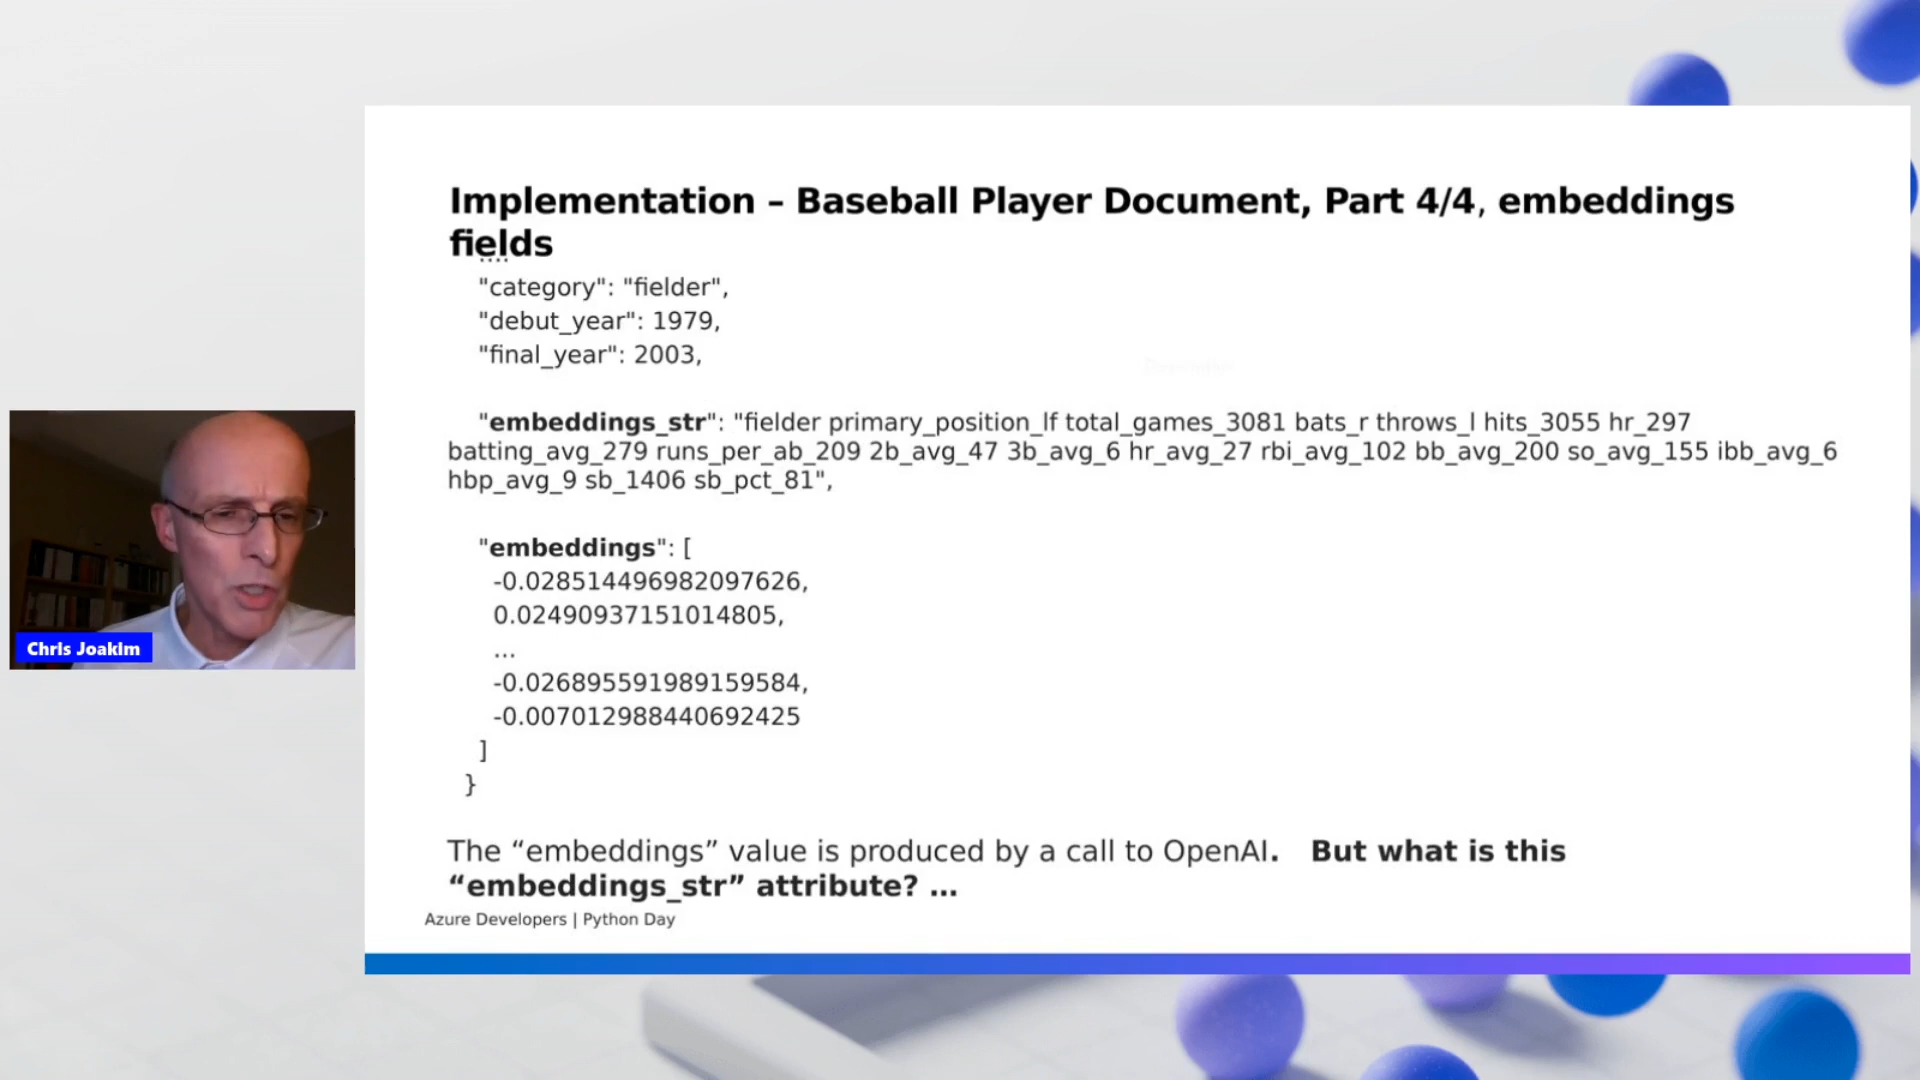 Implementation – Baseball Player Document, Part 4/4, embeddings
fields
....
"category": "fielder",
"debut_year": 1979,
"final_year": 2003,
"embeddings_str": "fielder primary_position_lf total_games_3081 bats_r throws_l hits_3055 hr_297
batting_avg_279 runs_per_ab_209 2b_avg_47 3b_avg_6 hr_avg_27 rbi_avg_102 bb_avg_200 so_avg_155 ibb_avg_6
hbp_avg_9 sb_1406 sb_pct_81",
"embeddings": [
-0.028514496982097626,
0.02490937151014805,
...
-0.026895591989159584,
-0.007012988440692425
]
}
The “embeddings” value is produced by a call to OpenAI. But what is this
“embeddings_str” attribute? ...
Azure Developers | Python Day
Chris Joakim